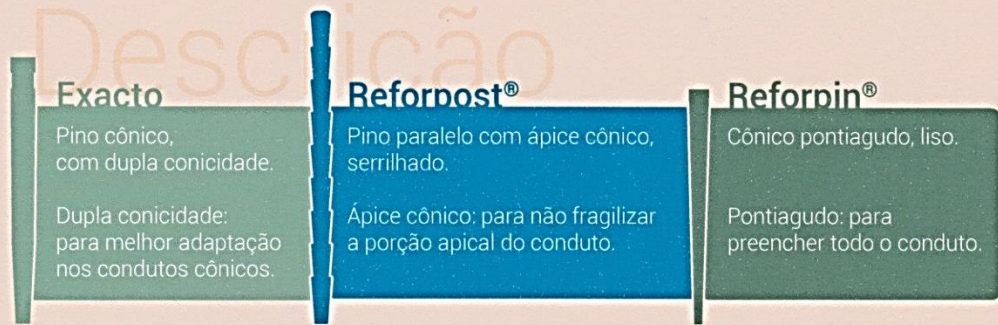 Descrição
Exacto
Pino cônico,
com dupla conicidade.
Dupla conicidade:
para melhor adaptação
nos condutos cônicos.
Reforpost®
Pino paralelo com ápice cônico,
serrilhado.
Ápice cônico: para não fragilizar
a porção apical do conduto.
Reforpin®
Cônico pontiagudo, liso.
Pontiagudo: para
preencher todo o conduto.